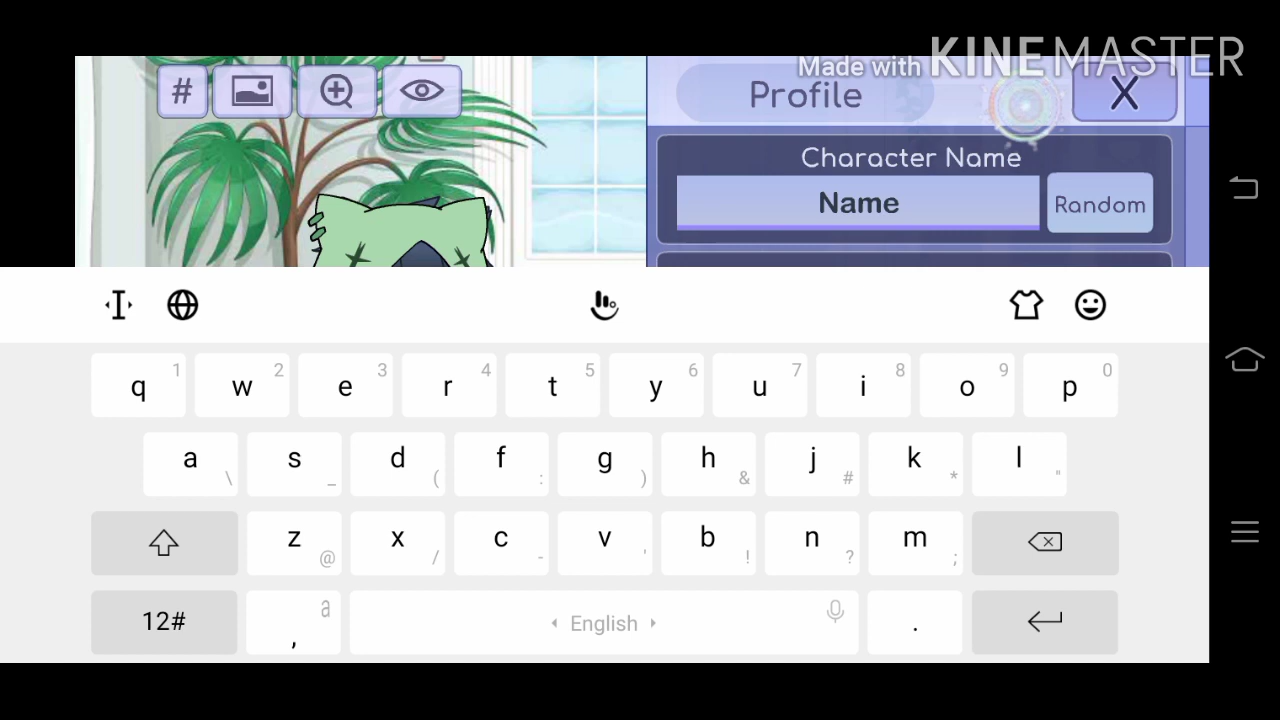 Made with KINEMASTER
#
Profile
X
Character Name
Name
Random
q 1 w 2 e 3 r 4 t 5 y 6 u 7 i 8 o 9 p 0
a \ s _ d ( f : g ) h & j # k * l "
z @ x / c - v ' b ! n ? m ;
12# , a English .